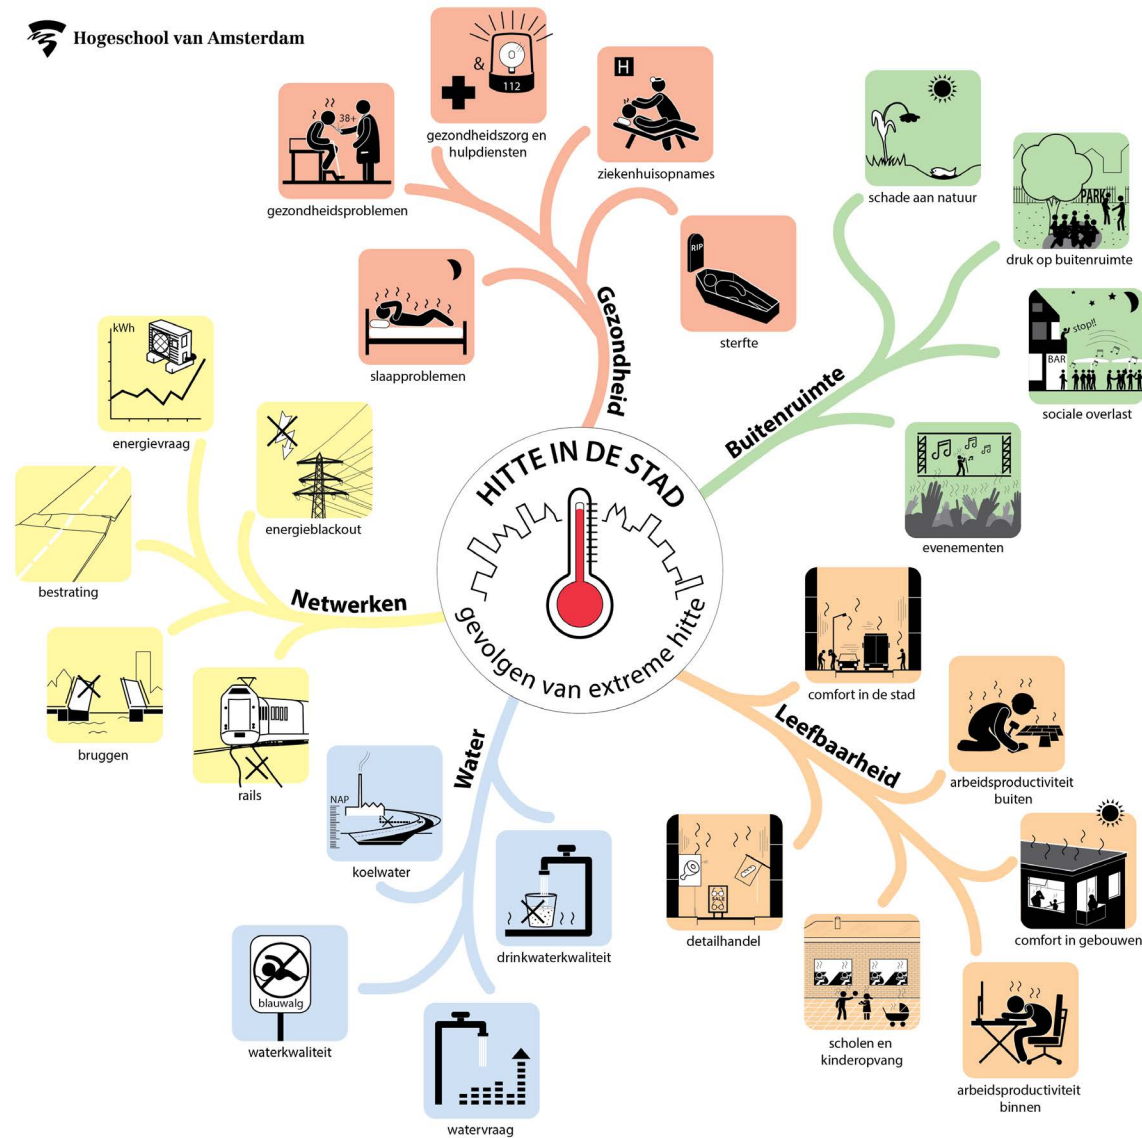 Hogeschool van Amsterdam
HITTE IN DE STAD
gevolgen van extreme hitte
Gezondheid
38+
gezondheidsproblemen
&
112
gezondheidszorg en
hulpdiensten
H
ziekenhuisopnames
RIP
sterfte
slaapproblemen
Buitenruimte
schade aan natuur
PARK
druk op buitenruimte
stop!!
BAR
sociale overlast
evenementen
Netwerken
kWh
energievraag
energieblackout
bestrating
bruggen
rails
Water
NAP
koelwater
drinkwaterkwaliteit
blauwalg
waterkwaliteit
watervraag
Leefbaarheid
comfort in de stad
arbeidsproductiviteit
buiten
SALE
detailhandel
comfort in gebouwen
scholen en
kinderopvang
arbeidsproductiviteit
binnen